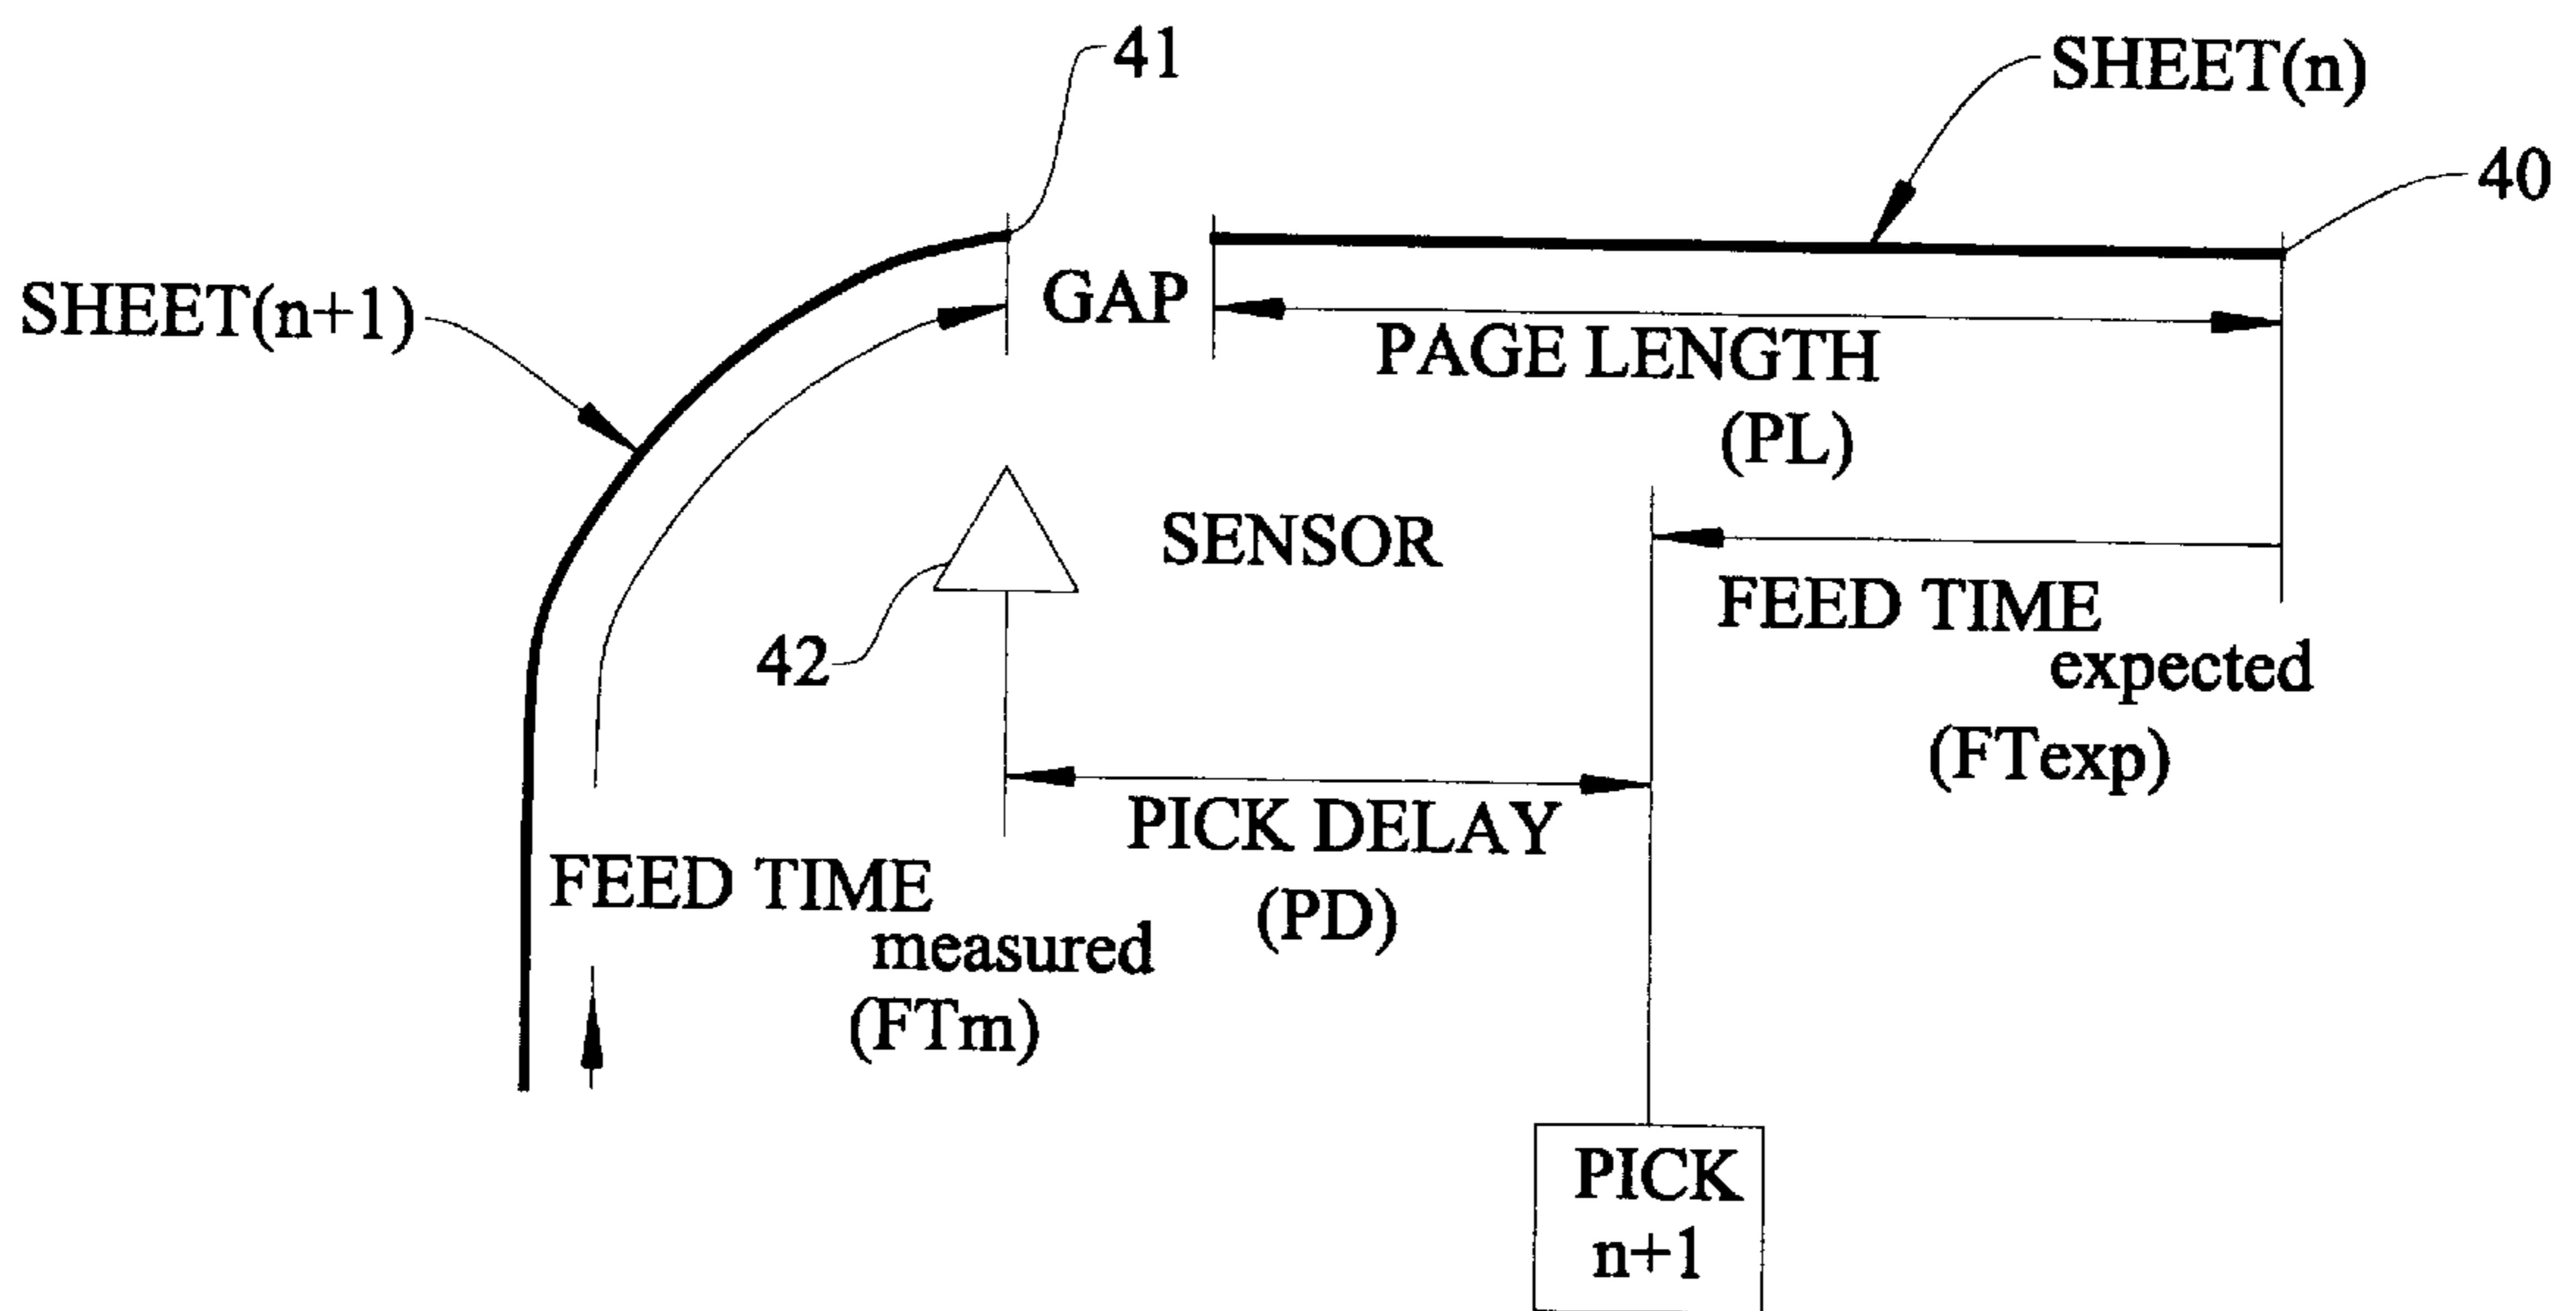 41
SHEET(n)
40
SHEET(n+1)
GAP
PAGE LENGTH
(PL)
SENSOR
42
FEED TIME
expected
(FTexp)
PICK DELAY
(PD)
FEED TIME
measured
(FTm)
PICK
n+1